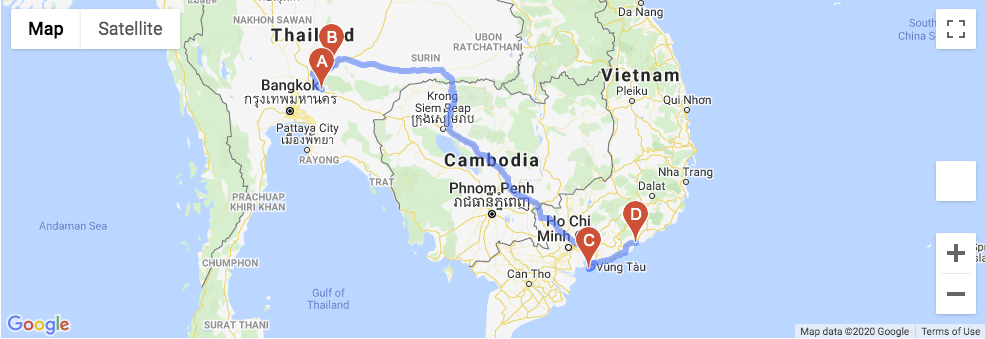 Map
Satellite
NAKHON SAWAN
Thailand
B
A
UBON
RATCHATHANI
SURIN
Da Nang
South
China Sea
Bangkok
กรุงเทพมหานคร
Krong
Siem Reap
ក្រុងសៀមរាប
Vietnam
Pleiku
Qui Nhơn
Pattaya City
เมืองพัทยา
RAYONG
Cambodia
TRAT
Phnom Penh
រាជធានីភ្នំពេញ
Nha Trang
Dalat
PRACHUAP
KHIRI KHAN
Andaman Sea
Ho Chi
Minh
D
C
Vũng Tàu
CHUMPHON
Can Tho
Gulf of
Thailand
SURAT THANI
+
−
Google
Map data ©2020 Google
Terms of Use